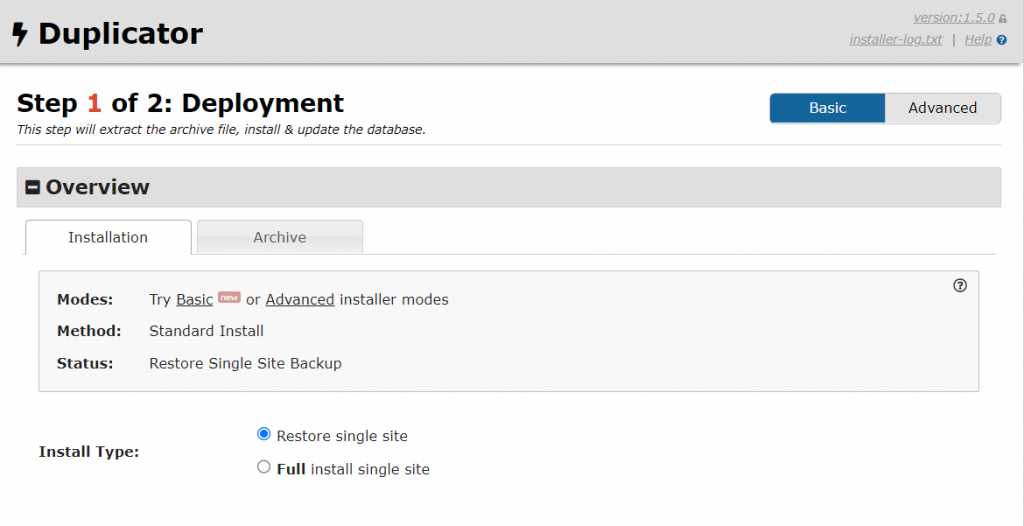 Duplicator
version:1.5.0
installer-log.txt | Help
Step 1 of 2: Deployment
This step will extract the archive file, install & update the database.
Basic Advanced
Overview
Installation Archive
Modes: Try Basic new or Advanced installer modes
Method: Standard Install
Status: Restore Single Site Backup
Install Type:
Restore single site
Full install single site